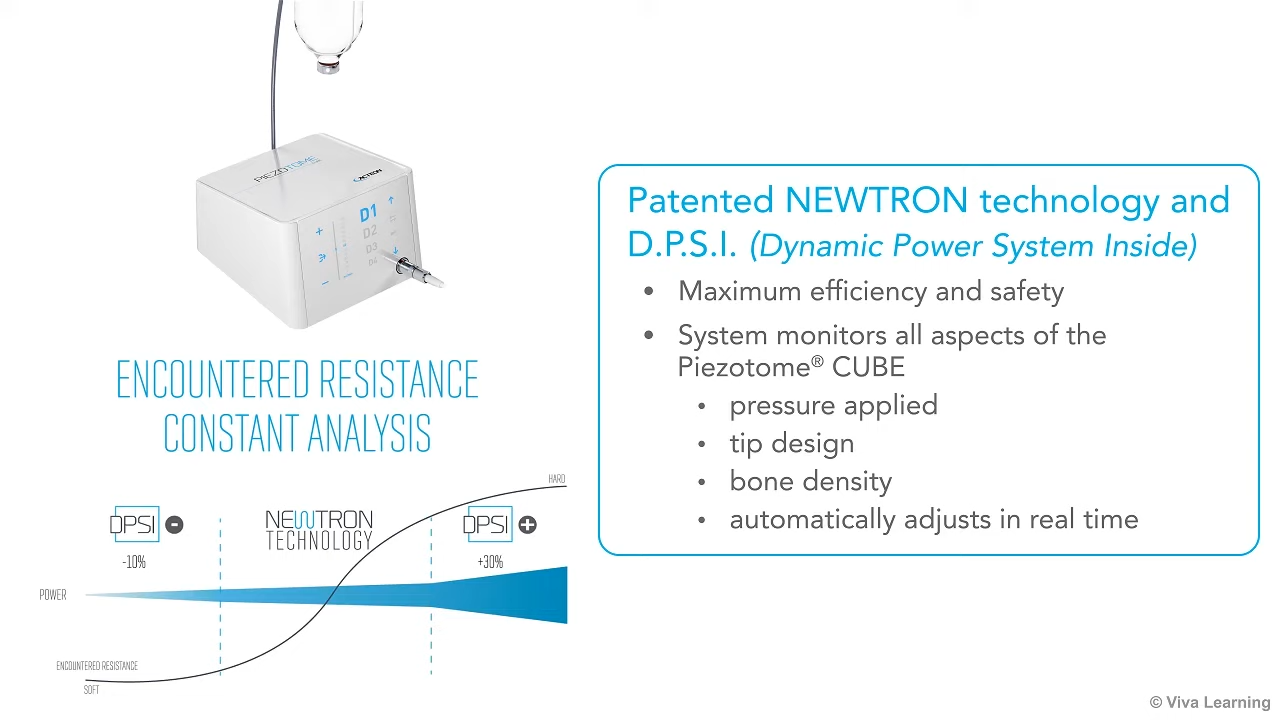 PIEZOTOME
ACTEON
D1
D2
D3
D4
ENCOUNTERED RESISTANCE
CONSTANT ANALYSIS
HARD
DPSI -
NEWTRON
TECHNOLOGY
DPSI +
-10%
+30%
POWER
ENCOUNTERED RESISTANCE
SOFT
Patented NEWTRON technology and
D.P.S.I. (Dynamic Power System Inside)
• Maximum efficiency and safety
• System monitors all aspects of the
Piezotome® CUBE
• pressure applied
• tip design
• bone density
• automatically adjusts in real time
© Viva Learning